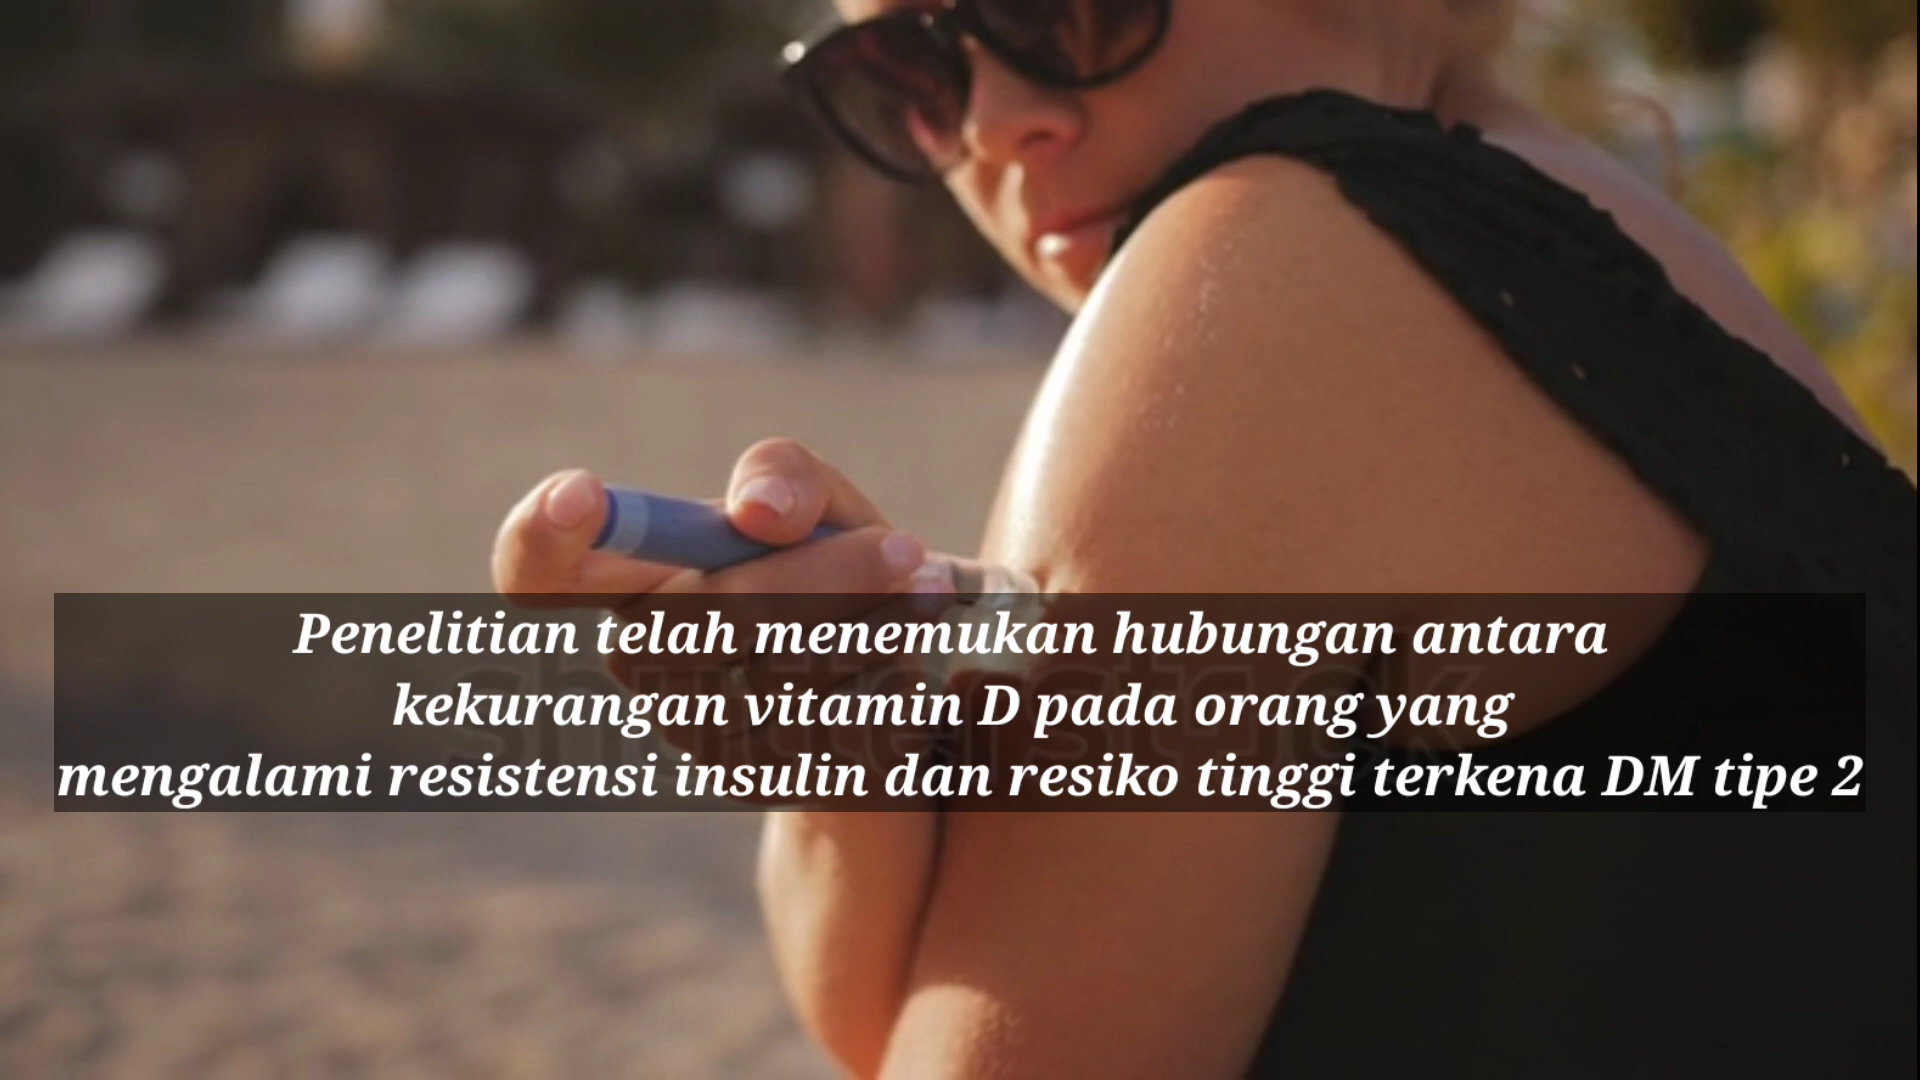 Penelitian telah menemukan hubungan antara
kekurangan vitamin D pada orang yang
mengalami resistensi insulin dan resiko tinggi terkena DM tipe 2
shutterstock